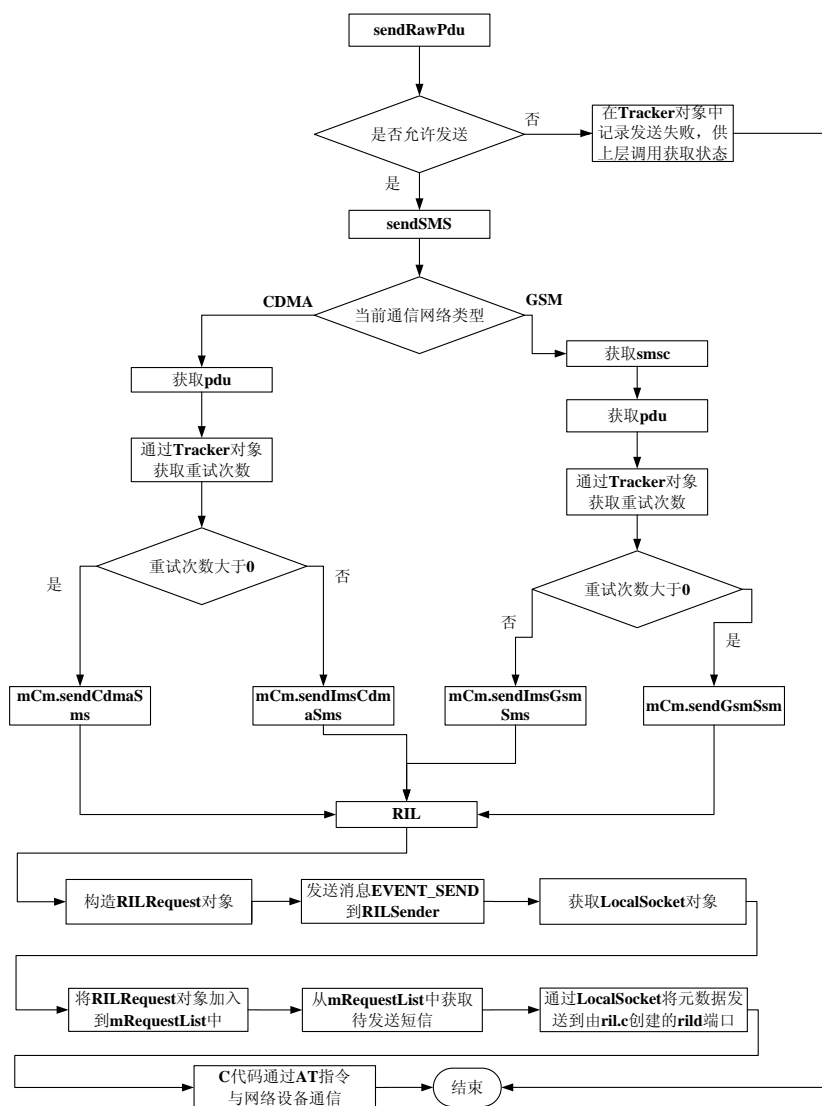 sendRawPdu
是否允许发送
否
在Tracker对象中
记录发送失败，供
上层调用获取状态
是
sendSMS
CDMA
当前通信网络类型
GSM
获取smsc
获取pdu
获取pdu
通过Tracker对象
获取重试次数
通过Tracker对象
获取重试次数
是
重试次数大于0
否
重试次数大于0
否
是
mCm.sendCdmaS
ms
mCm.sendImsCdm
aSms
mCm.sendImsGsm
Sms
mCm.sendGsmSsm
RIL
构造RILRequest对象
发送消息EVENT_SEND
到RILSender
获取LocalSocket对象
将RILRequest对象加入
到mRequestList中
从mRequestList中获取
待发送短信
通过LocalSocket将元数据发
送到由ril.c创建的rild端口
C代码通过AT指令
与网络设备通信
结束